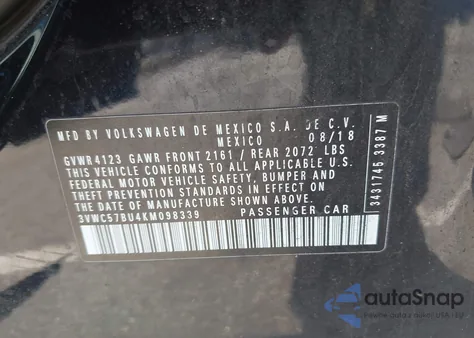 MFD BY VOLKSWAGEN DE MEXICO S.A. DE C.V.
MEXICO 08/18
GVWR 4123 GAWR FRONT 2161 / REAR 2072 LBS
THIS VEHICLE CONFORMS TO ALL APPLICABLE U.S.
FEDERAL MOTOR VEHICLE SAFETY, BUMPER AND
THEFT PREVENTION STANDARDS IN EFFECT ON
THE DATE OF MANUFACTURE SHOWN ABOVE.
3VWC57BU4KM098339 PASSENGER CAR
3431745 3387 M
autoSnap